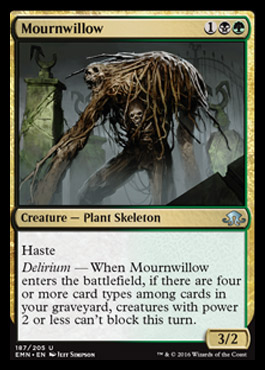 Mournwillow 1
Creature — Plant Skeleton
Haste
Delirium — When Mournwillow
enters the battlefield, if there are four
or more card types among cards in
your graveyard, creatures with power
2 or less can't block this turn.
3/2
187/205 U
EMN • EN Jeff Simpson ™ & © 2016 Wizards of the Coast